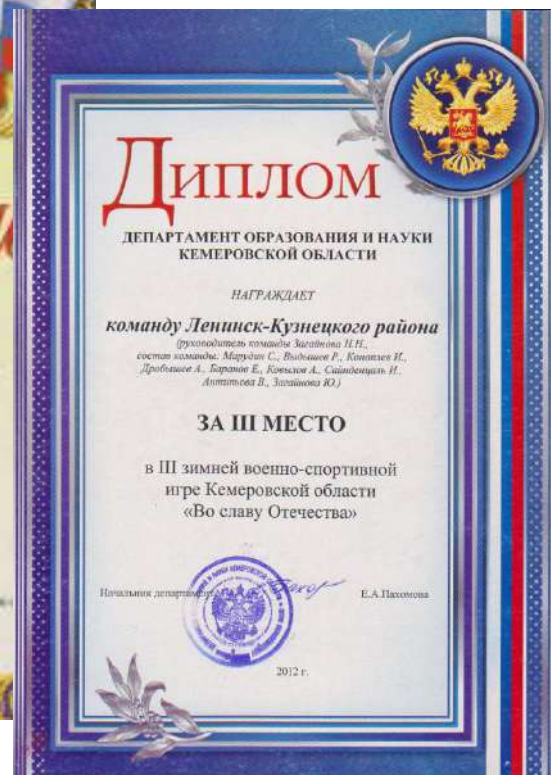 ДИПЛОМ
ДЕПАРТАМЕНТ ОБРАЗОВАНИЯ И НАУКИ
КЕМЕРОВСКОЙ ОБЛАСТИ
НАГРАЖДАЕТ
команду Ленинск-Кузнецкого района
(руководитель команды Загайнова Н.Н.,
состав команды: Марудин С., Выдышев Р., Коноплев И.,
Дробышев А., Баранов Е., Ковылов А., И.
В., Загайнова Ю.)
ЗА III МЕСТО
в III зимней военно-спортивной
игре Кемеровской области
«Во славу Отечества»
Начальник департамента
Е.А.Пахомова
2012 г.